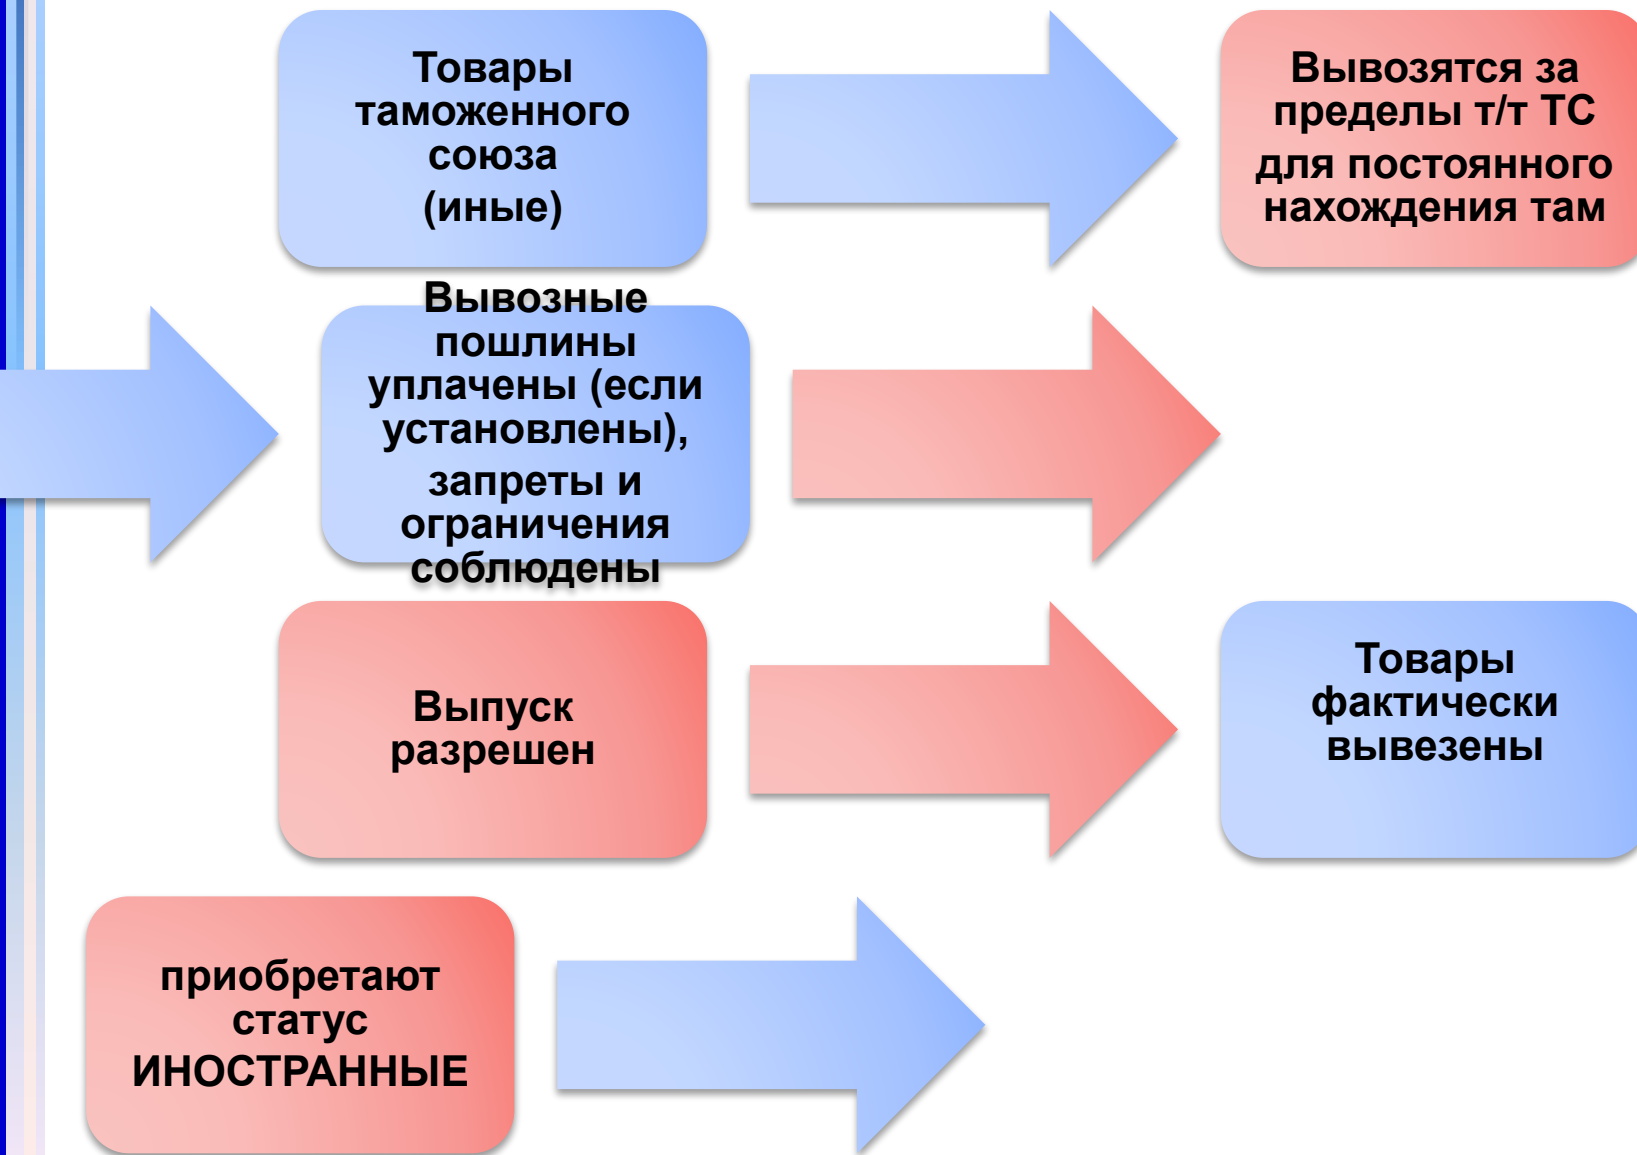 Товары
таможенного
союза
(иные)
Вывозятся за
пределы т/т ТС
для постоянного
нахождения там
Вывозные
пошлины
уплачены (если
установлены),
запреты и
ограничения
соблюдены
Выпуск
разрешен
Товары
фактически
вывезены
приобретают
статус
ИНОСТРАННЫЕ